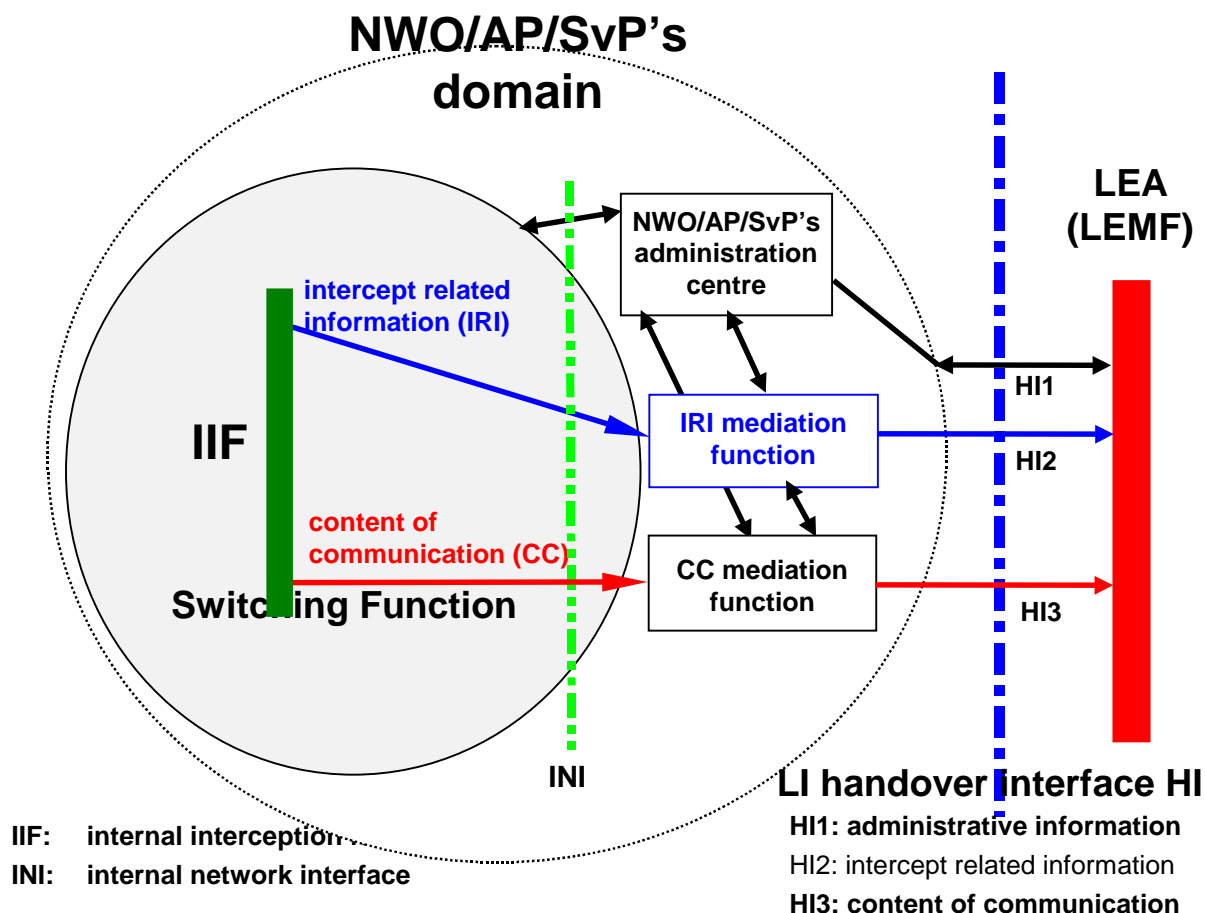 NWO/AP/SvP's
domain
LEA
(LEMF)
NWO/AP/SvP's
administration
centre
intercept related
information (IRI)
HI1
IRI mediation
function
IIF
HI2
content of
communication (CC)
CC mediation
function
Switching Function
HI3
INI
LI handover interface HI
IIF: internal interception
INI: internal network interface
HI1: administrative information
HI2: intercept related information
HI3: content of communication